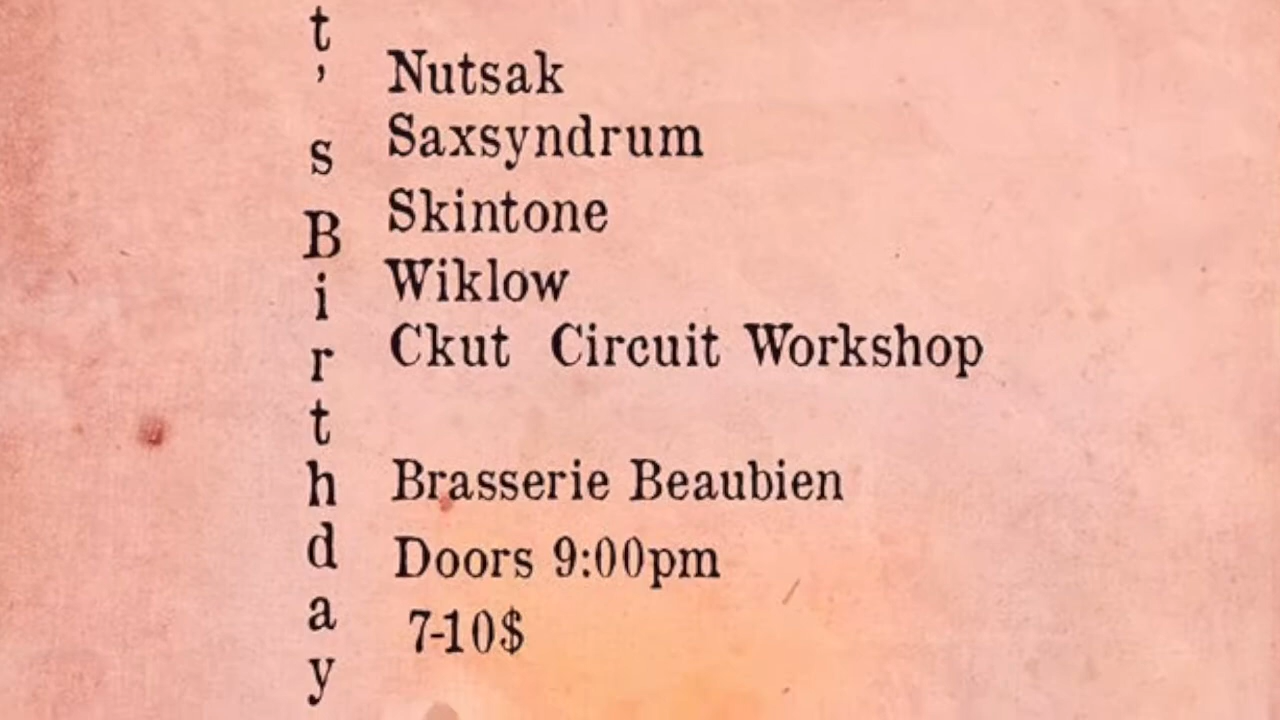 t's Birthday
Nutsak
Saxsyndrum
Skintone
Wiklow
Ckut Circuit Workshop
Brasserie Beaubien
Doors 9:00pm
7-10$